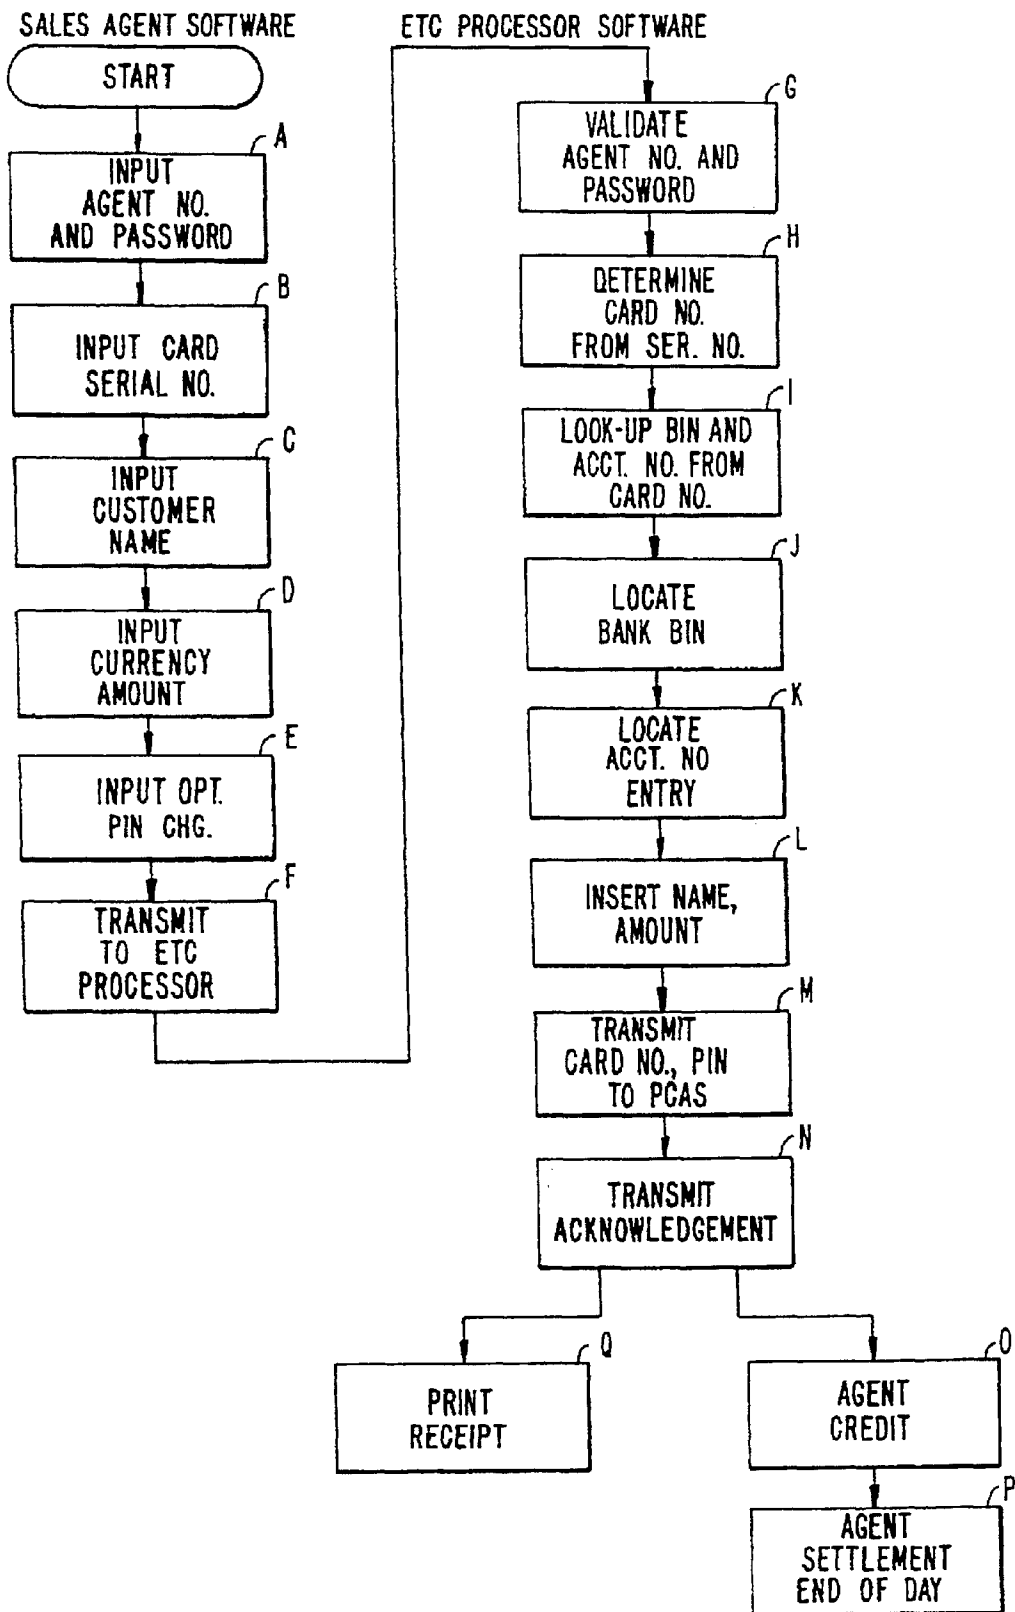 SALES AGENT SOFTWARE
START
A
INPUT
AGENT NO.
AND PASSWORD
B
INPUT CARD
SERIAL NO.
C
INPUT
CUSTOMER
NAME
D
INPUT
CURRENCY
AMOUNT
E
INPUT OPT.
PIN CHG.
F
TRANSMIT
TO ETC
PROCESSOR
ETC PROCESSOR SOFTWARE
G
VALIDATE
AGENT NO. AND
PASSWORD
H
DETERMINE
CARD NO.
FROM SER. NO.
I
LOOK-UP BIN AND
ACCT. NO. FROM
CARD NO.
J
LOCATE
BANK BIN
K
LOCATE
ACCT. NO
ENTRY
L
INSERT NAME,
AMOUNT
M
TRANSMIT
CARD NO., PIN
TO PCAS
N
TRANSMIT
ACKNOWLEDGEMENT
Q
PRINT
RECEIPT
O
AGENT
CREDIT
P
AGENT
SETTLEMENT
END OF DAY